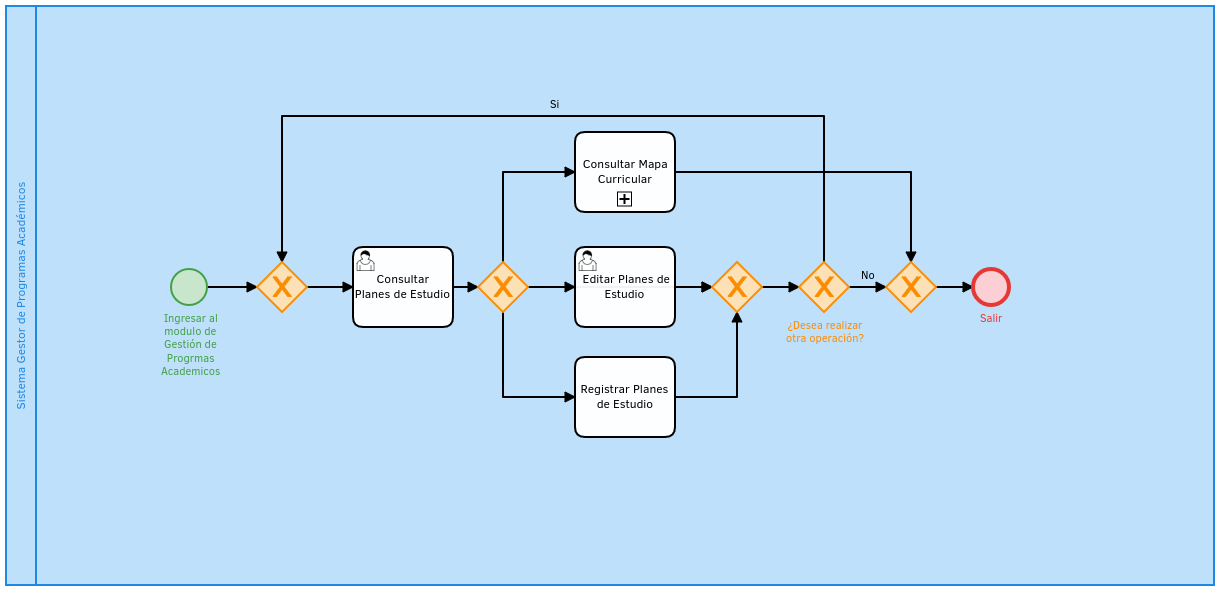 Sistema Gestor de Programas Académicos
Si
Consultar Mapa
Curricular
Consultar
Planes de Estudio
Editar Planes de
Estudio
No
Ingresar al
modulo de
Gestión de
Progrmas
Academicos
¿Desea realizar
otra operación?
Salir
Registrar Planes
de Estudio